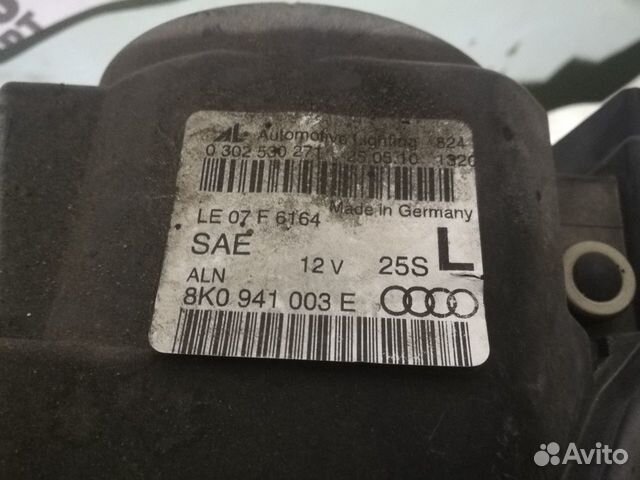 AL Automotive Lighting 824
0 302 530 271 25.05.10 1320
Made in Germany
LE 07 F 6164
SAE 12 V 25S L
ALN
8K0 941 003 E
Avito